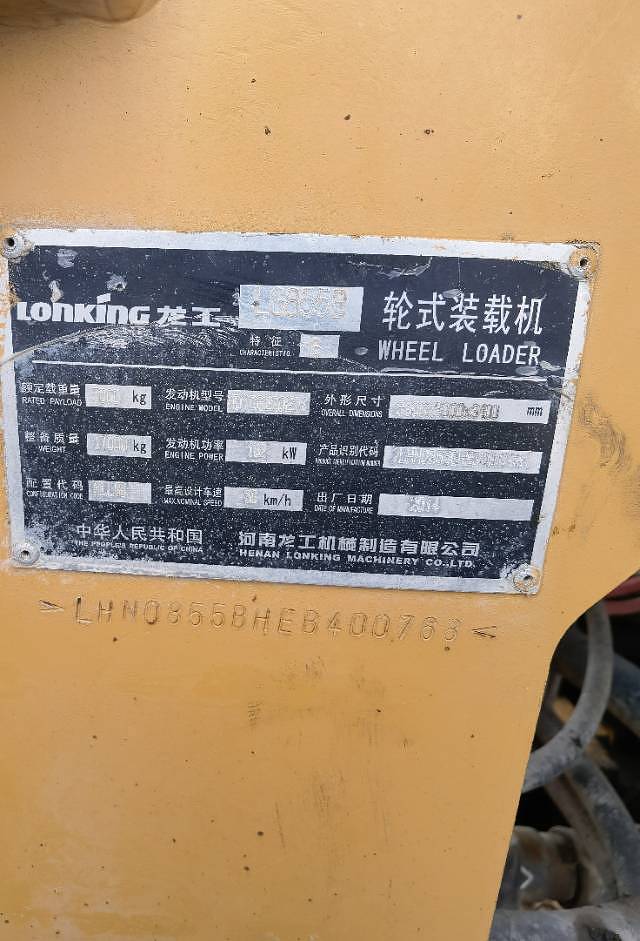 LONKING 龙工 LG855B 轮式装载机
WHEEL LOADER
特征
CHARACTERISTIC
额定载重量 kg 发动机型号 外形尺寸 mm
RATED PAYLOAD ENGINE MODEL OVERALL DIMENSIONS
整备质量 kg 发动机功率 kW 产品识别代码
WEIGHT ENGINE POWER PRODUCT IDENTIFICATION NUMBER
配置代码 最高设计车速 km/h 出厂日期 2014
CONFIGURATION CODE MAX.NOMINAL SPEED DATE OF MANUFACTURE
中华人民共和国 河南龙工机械制造有限公司
THE PEOPLE'S REPUBLIC OF CHINA HENAN LONKING MACHINERY CO.,LTD.
LHN0855BHEB400763